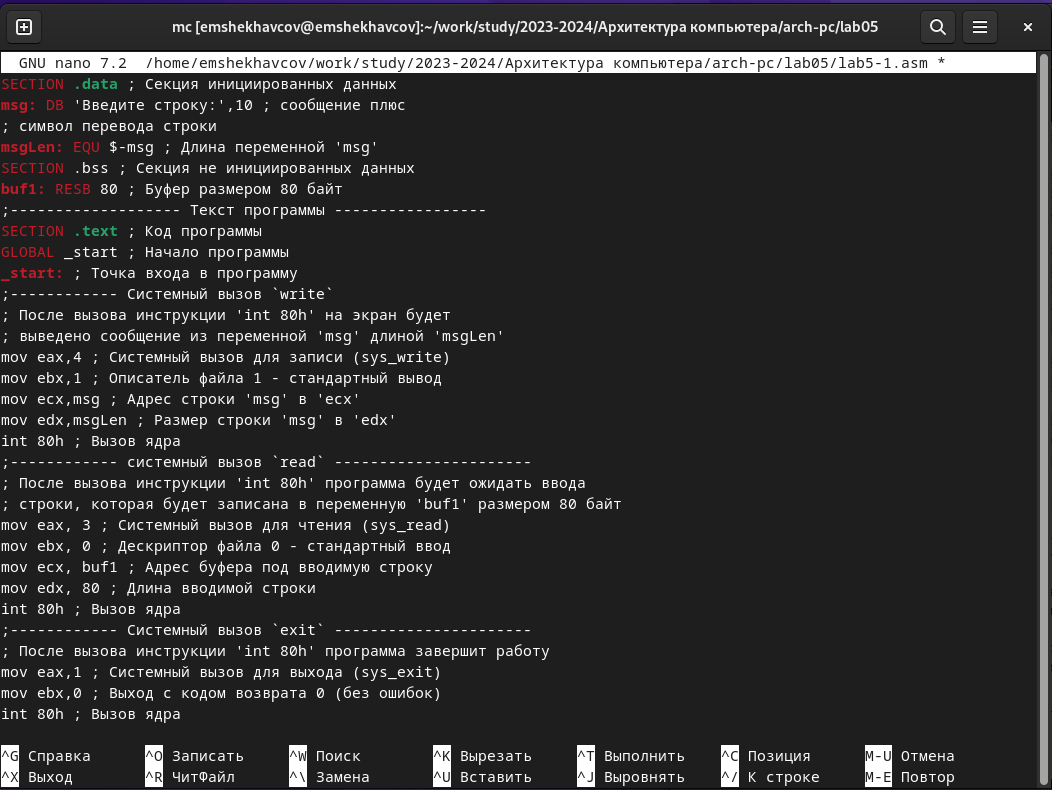 mc [emshekhavcov@emshekhavcov]:~/work/study/2023-2024/Архитектура компьютера/arch-pc/lab05
GNU nano 7.2  /home/emshekhavcov/work/study/2023-2024/Архитектура компьютера/arch-pc/lab05/lab5-1.asm *
SECTION .data ; Секция инициированных данных
msg: DB 'Введите строку:',10 ; сообщение плюс
; символ перевода строки
msgLen: EQU $-msg ; Длина переменной 'msg'
SECTION .bss ; Секция не инициированных данных
buf1: RESB 80 ; Буфер размером 80 байт
;------------------- Текст программы -----------------
SECTION .text ; Код программы
GLOBAL _start ; Начало программы
_start: ; Точка входа в программу
;------------ Системный вызов `write`
; После вызова инструкции 'int 80h' на экран будет
; выведено сообщение из переменной 'msg' длиной 'msgLen'
mov eax,4 ; Системный вызов для записи (sys_write)
mov ebx,1 ; Описатель файла 1 - стандартный вывод
mov ecx,msg ; Адрес строки 'msg' в 'ecx'
mov edx,msgLen ; Размер строки 'msg' в 'edx'
int 80h ; Вызов ядра
;------------ системный вызов `read` ----------------------
; После вызова инструкции 'int 80h' программа будет ожидать ввода
; строки, которая будет записана в переменную 'buf1' размером 80 байт
mov eax, 3 ; Системный вызов для чтения (sys_read)
mov ebx, 0 ; Дескриптор файла 0 - стандартный ввод
mov ecx, buf1 ; Адрес буфера под вводимую строку
mov edx, 80 ; Длина вводимой строки
int 80h ; Вызов ядра
;------------ Системный вызов `exit` ----------------------
; После вызова инструкции 'int 80h' программа завершит работу
mov eax,1 ; Системный вызов для выхода (sys_exit)
mov ebx,0 ; Выход с кодом возврата 0 (без ошибок)
int 80h ; Вызов ядра
^G Справка ^O Записать ^W Поиск ^K Вырезать ^T Выполнить ^C Позиция M-U Отмена
^X Выход ^R ЧитФайл ^\ Замена ^U Вставить ^J Выровнять ^/ К строке M-E Повтор